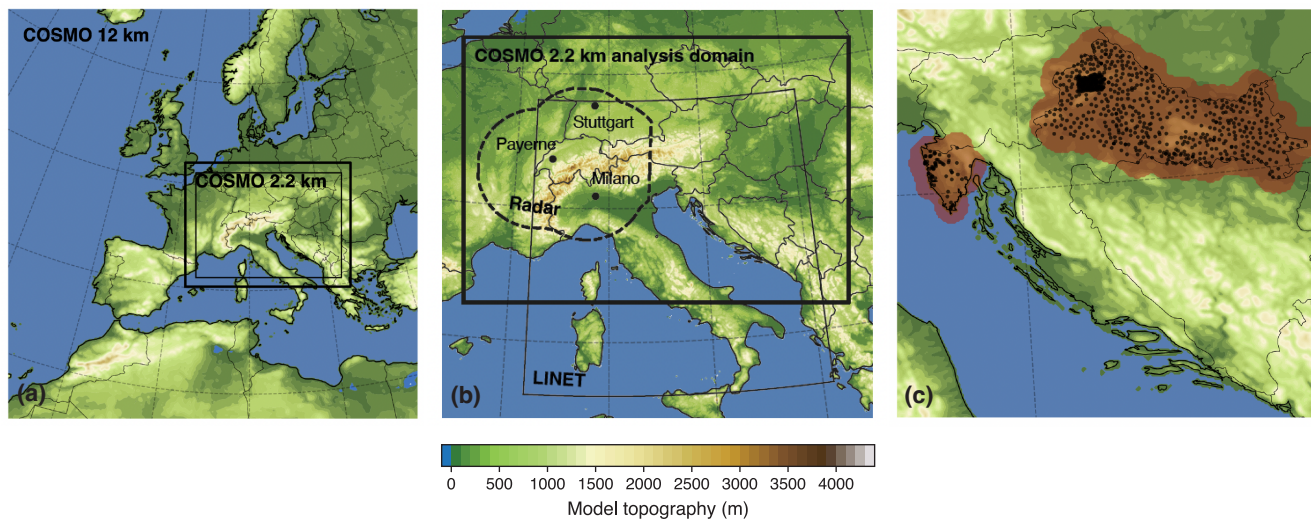 COSMO 12 km
COSMO 2.2 km
(a)
COSMO 2.2 km analysis domain
Stuttgart
Payerne
Milano
Radar
LINET
(b)
(c)
0 500 1000 1500 2000 2500 3000 3500 4000
Model topography (m)